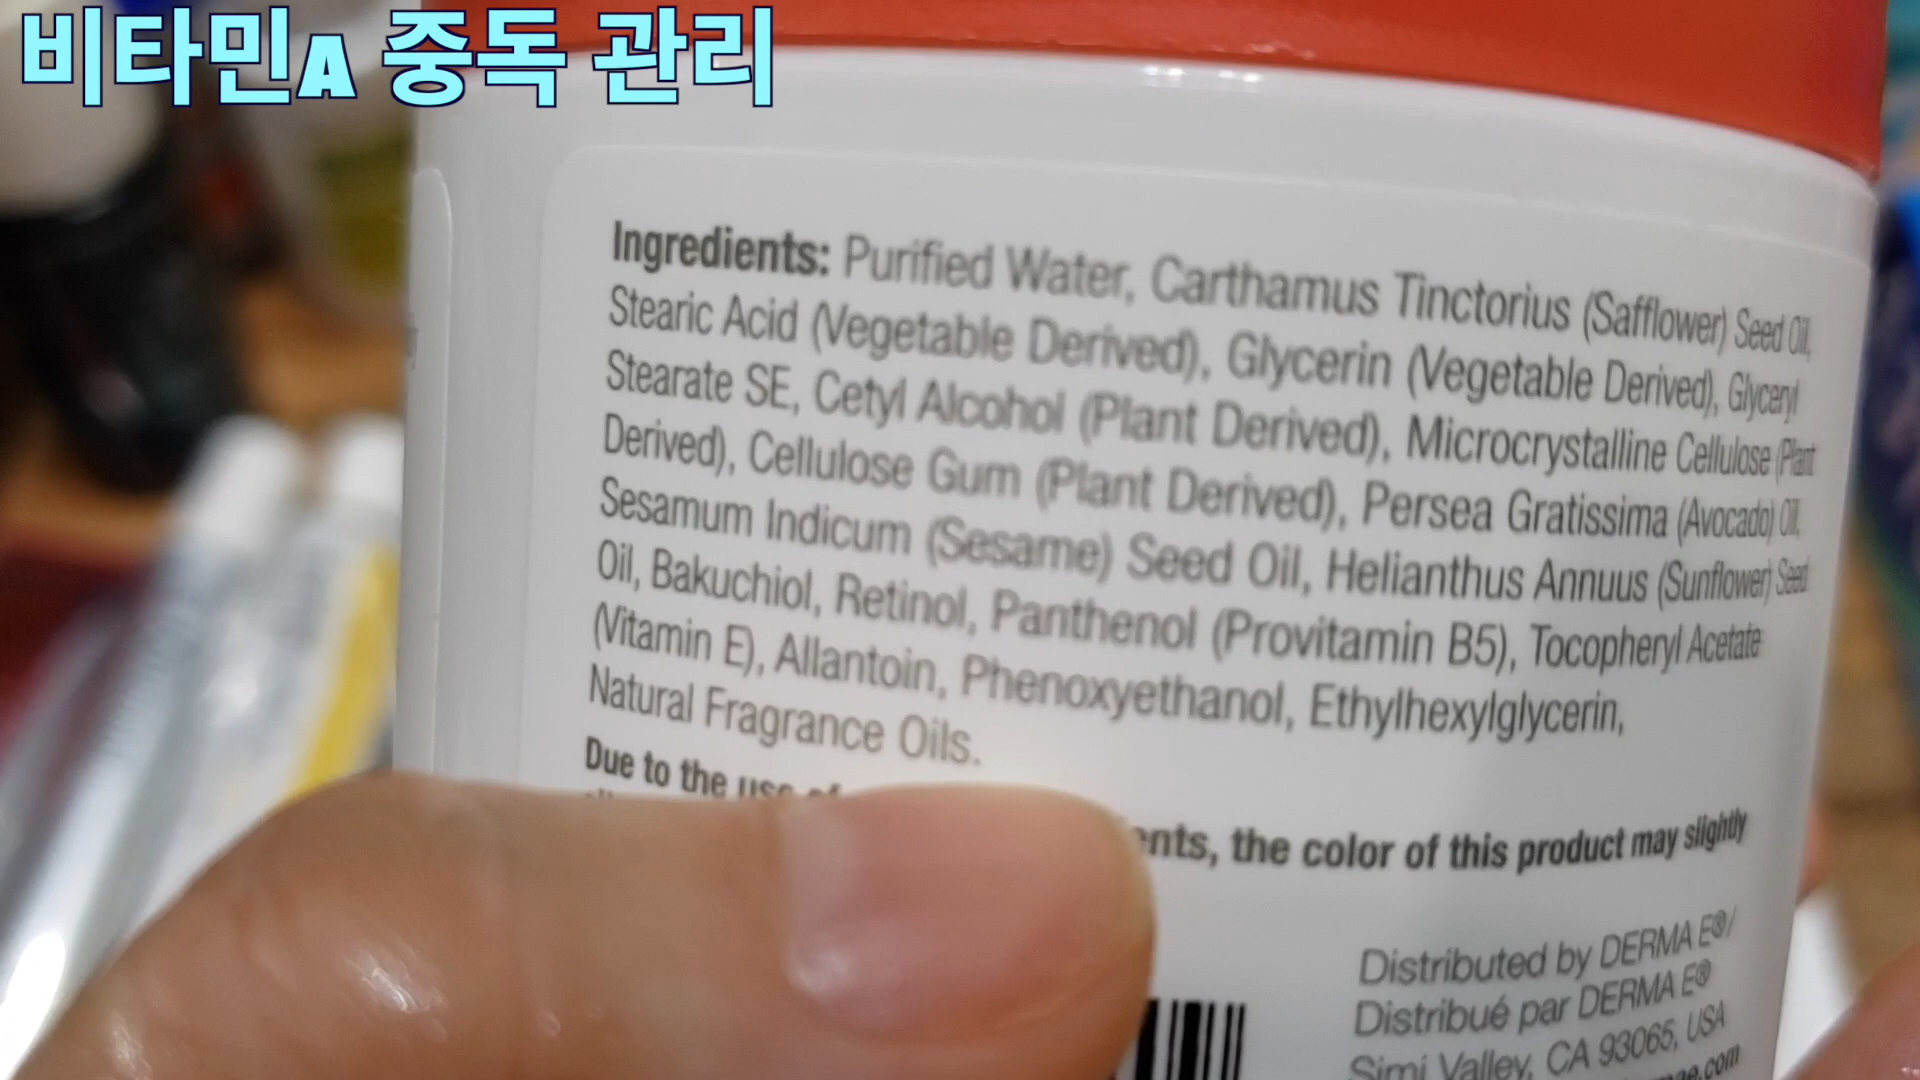 비타민A 중독 관리
Ingredients: Purified Water, Carthamus Tinctorius (Safflower) Seed Oil,
Stearic Acid (Vegetable Derived), Glycerin (Vegetable Derived), Glyceryl
Stearate SE, Cetyl Alcohol (Plant Derived), Microcrystalline Cellulose (Plant
Derived), Cellulose Gum (Plant Derived), Persea Gratissima (Avocado) Oil,
Sesamum Indicum (Sesame) Seed Oil, Helianthus Annuus (Sunflower) Seed
Oil, Bakuchiol, Retinol, Panthenol (Provitamin B5), Tocopheryl Acetate
(Vitamin E), Allantoin, Phenoxyethanol, Ethylhexylglycerin,
Natural Fragrance Oils.
Due to the use of the color of this product may slightly
Distributed by DERMA E®/
Distribué par DERMA E®
Simi Valley, CA 93065, USA